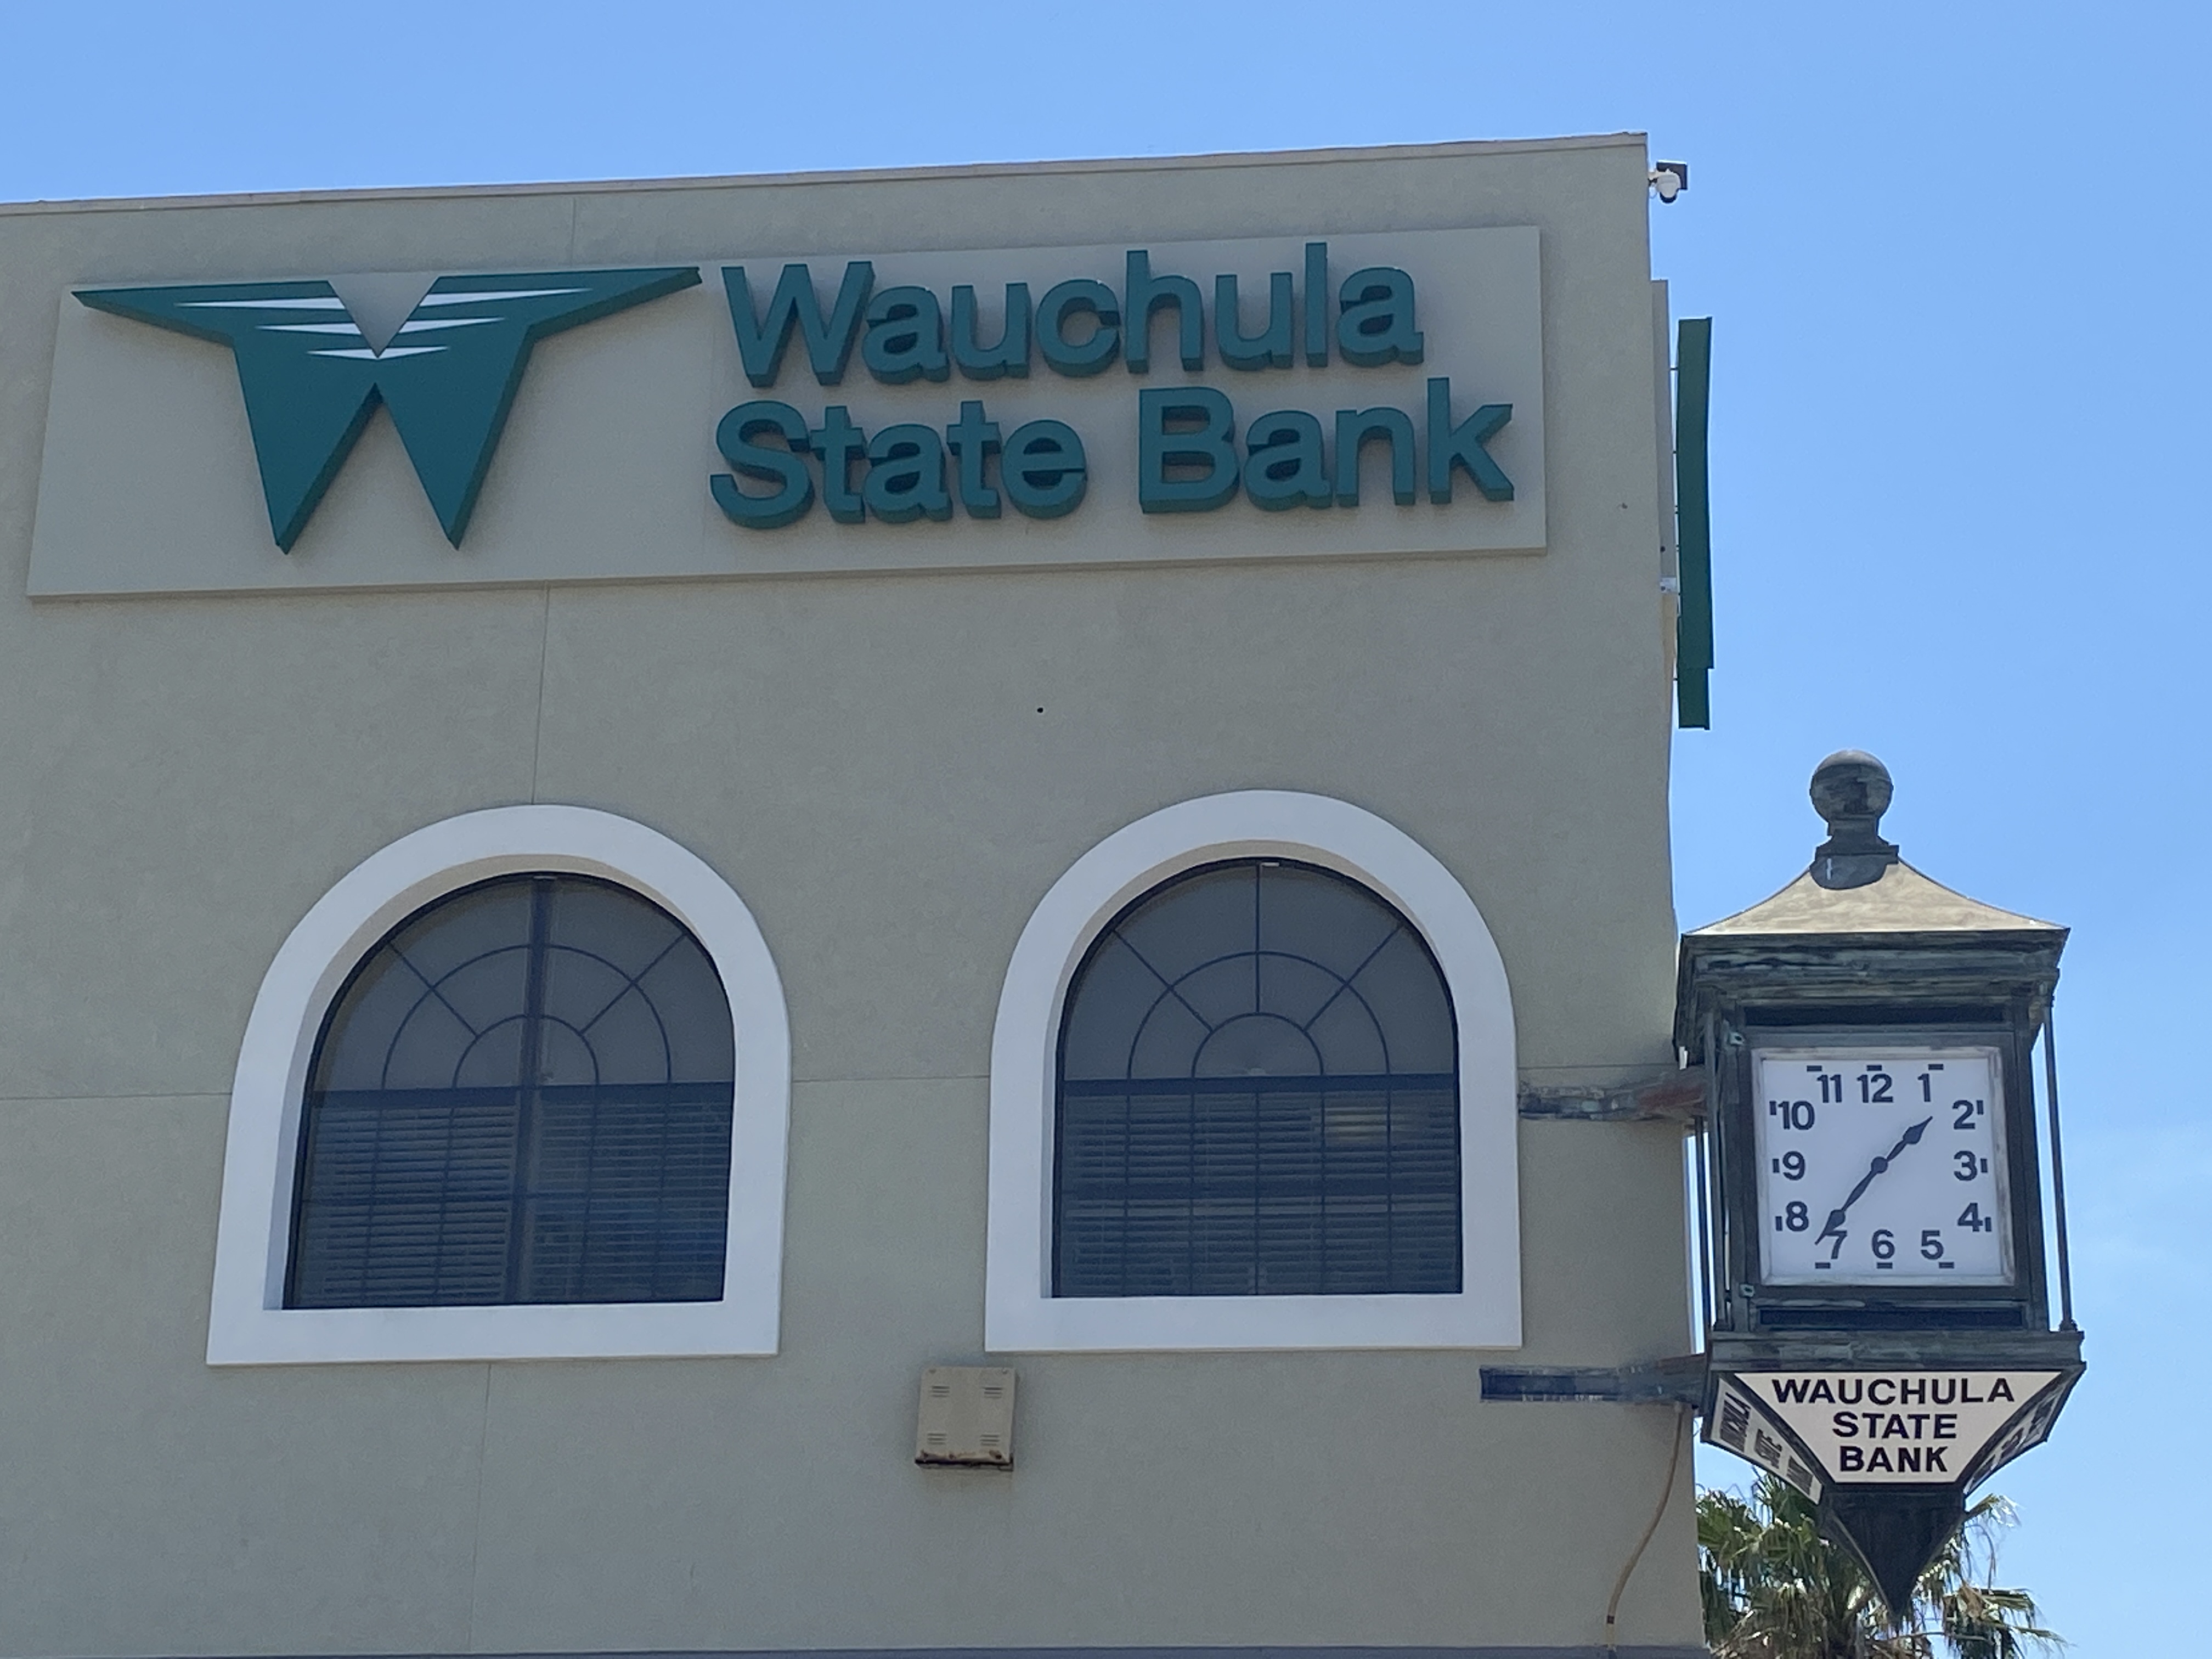 Wauchula
State Bank
11 12 1
10 2
9 3
8 4
7 6 5
WAUCHULA
STATE
BANK